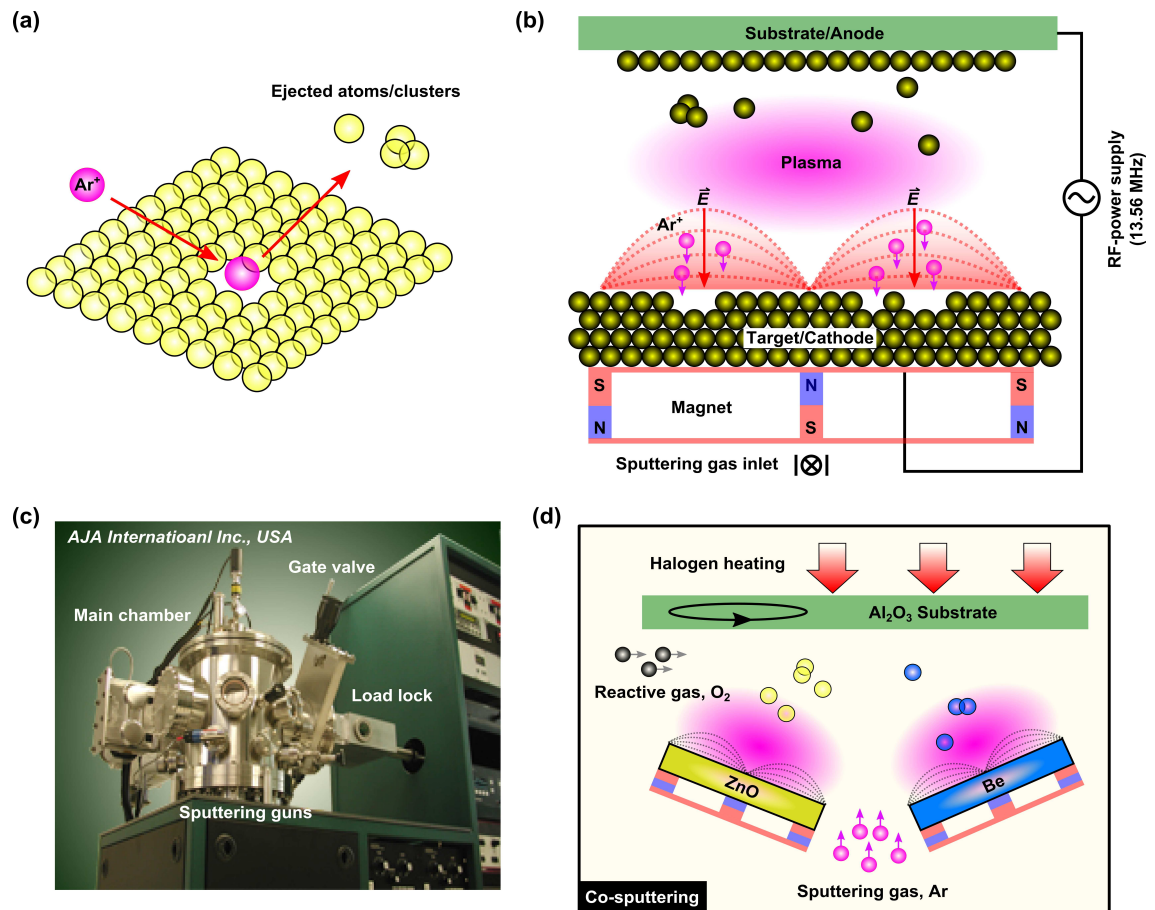 (a)
Ejected atoms/clusters
Ar⁺
(b)
Substrate/Anode
Plasma
E
E
Ar⁺
Target/Cathode
S
N
S
Magnet
N
S
N
Sputtering gas inlet
RF-power supply
(13.56 MHz)
(c)
AJA Internatioanl Inc., USA
Gate valve
Main chamber
Load lock
Sputtering guns
(d)
Halogen heating
Al₂O₃ Substrate
Reactive gas, O₂
ZnO
Be
Sputtering gas, Ar
Co-sputtering